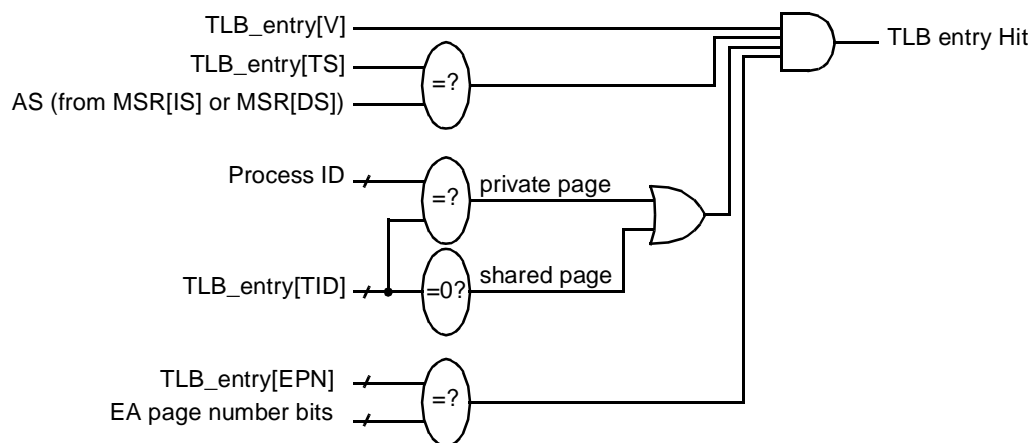 TLB_entry[V]
TLB entry Hit
TLB_entry[TS]
=?
AS (from MSR[IS] or MSR[DS])
Process ID
=?
private page
TLB_entry[TID]
=0?
shared page
TLB_entry[EPN]
=?
EA page number bits